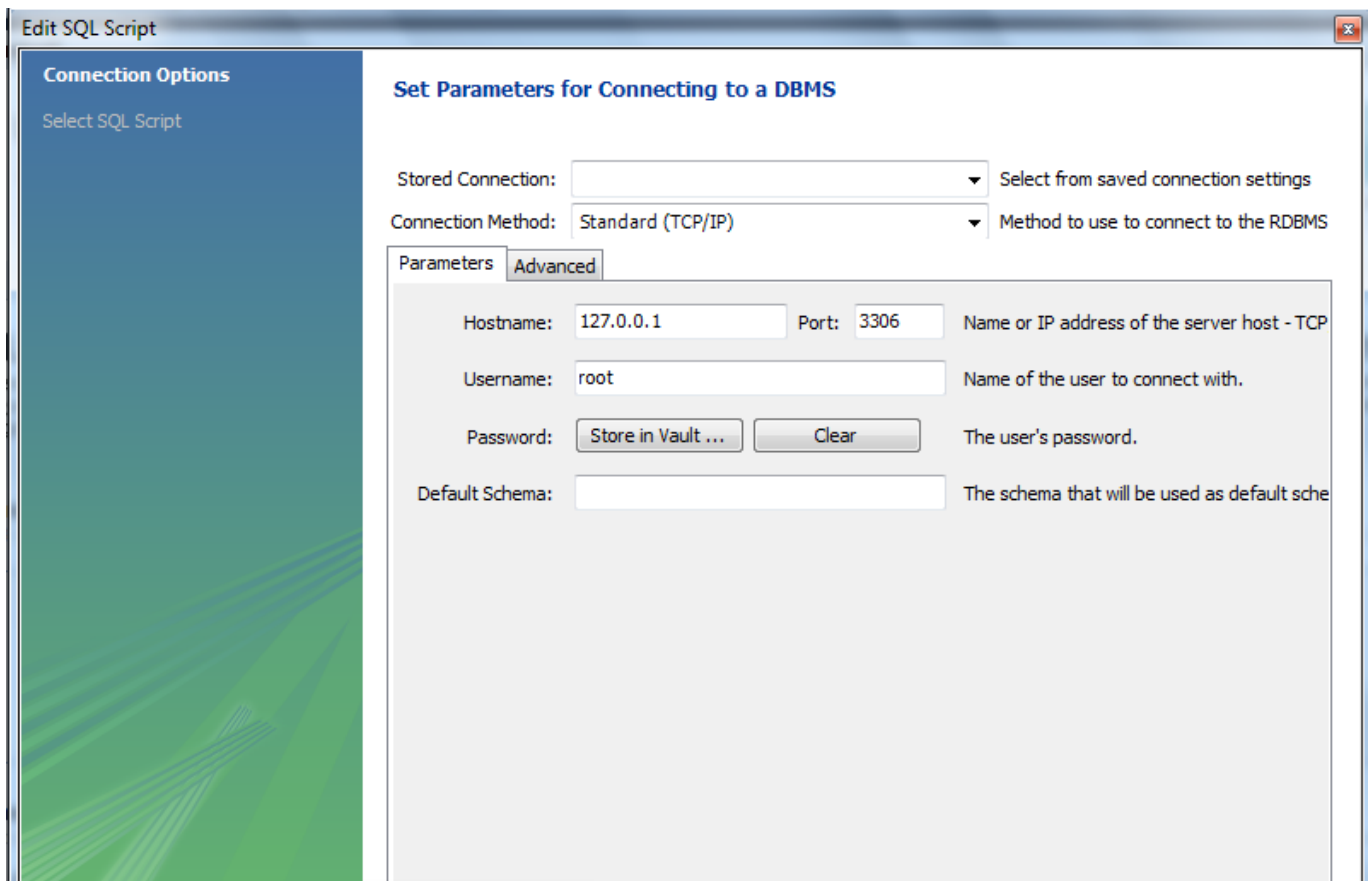 Edit SQL Script
Connection Options
Select SQL Script
Set Parameters for Connecting to a DBMS
Stored Connection: Select from saved connection settings
Connection Method: Standard (TCP/IP) Method to use to connect to the RDBMS
Parameters Advanced
Hostname: 127.0.0.1 Port: 3306 Name or IP address of the server host - TCP
Username: root Name of the user to connect with.
Password: Store in Vault ... Clear The user's password.
Default Schema: The schema that will be used as default sche